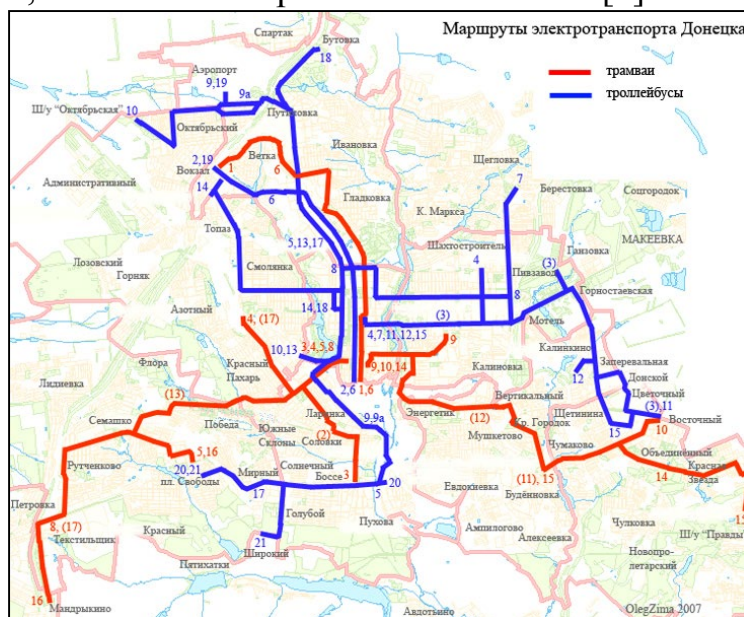 Маршруты электротранспорта Донецка
трамваи
троллейбусы
Спартак
Бутовка
18
Аэропорт
9,19
9а
Ш/у "Октябрьская"
10
Путиловка
Октябрьский
Ивановка
Ветка
2,19
1
6
Вокзал
Щегловка
7
Административный
14
6
Гладковка
Берестовка
Соцгородок
К. Маркса
Топаз
5,13,17
Шахтостроитель
МАКЕЕВКА
(3)
Ганзовка
4
Лозовский
Смолянка
8
Пивзавод
Горняк
8
Горностаевская
14,18
(3)
Азотный
4, (17)
Мотель
4,7,11,12,15
10,13
3,4,5,8
9
Калинкино
Флора
Красный
Пахарь
9,10,14
Калиновка
Заперевальная
12
Донской
Лидиевка
(13)
2,6
1,6
Вертикальный
Цветочный
(3),11
Энергетик
(12)
Щетинина
Восточный
Ларинка
Кр. Городок
15
10
Семашко
Победа
(2)
Мушкетово
Чумаково
Южные
Склоны
Солоки
9,9а
Объединённый
5,16
Солнечный
Рутченково
20,21
Мирный
Боссе
3
20
(11), 15
14
Красная
Звезда
пл. Свободы
17
5
Евдокиевка
Будённовка
Петровка
Голубой
Пухова
8, (17)
Чулковка
Текстильщик
Красный
21
Ампилогово
Алексеевка
Ш/у "Правды"
Широкий
Новопро-
летарский
16
Пятихатки
Мандрыкино
Авдотьино
OlegZima 2007